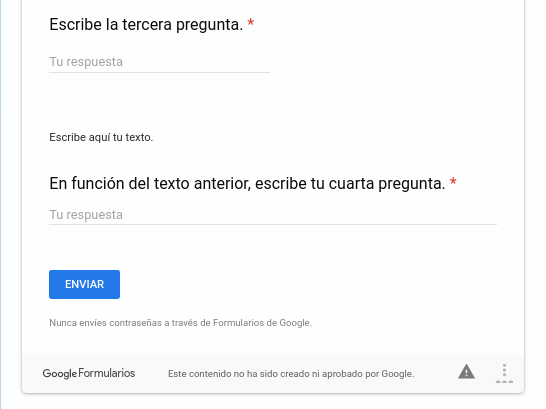 Escribe la tercera pregunta. *
Tu respuesta
Escribe aquí tu texto.
En función del texto anterior, escribe tu cuarta pregunta. *
Tu respuesta
ENVIAR
Nunca envíes contraseñas a través de Formularios de Google.
Google Formularios Este contenido no ha sido creado ni aprobado por Google.